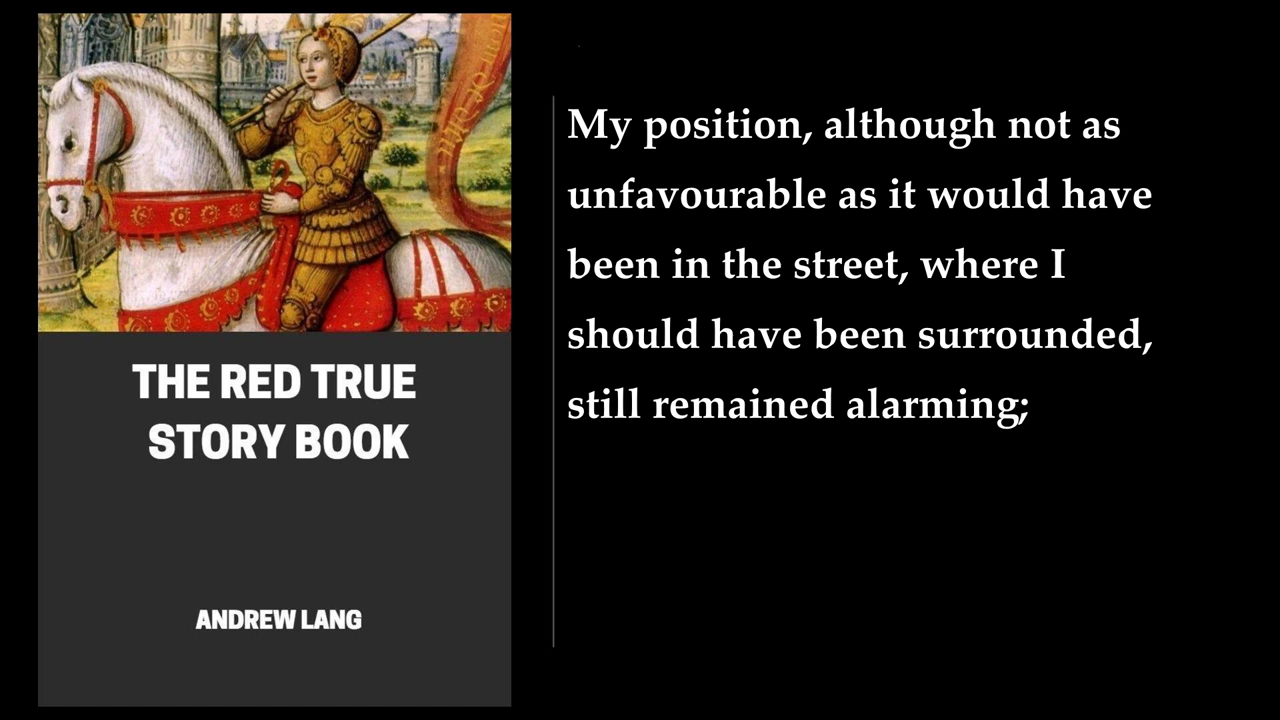 THE RED TRUE
STORY BOOK
ANDREW LANG
My position, although not as
unfavourable as it would have
been in the street, where I
should have been surrounded,
still remained alarming;